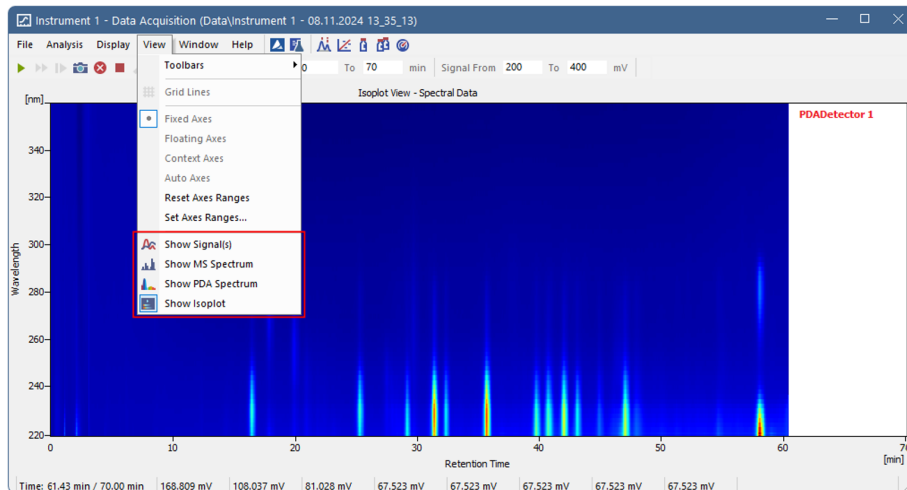 Instrument 1 - Data Acquisition (Data\Instrument 1 - 08.11.2024 13_35_13)
File Analysis Display View Window Help
To 70 min Signal From 200 To 400 mV
Toolbars
Grid Lines
Fixed Axes
Floating Axes
Context Axes
Auto Axes
Reset Axes Ranges
Set Axes Ranges...
Show Signal(s)
Show MS Spectrum
Show PDA Spectrum
Show Isoplot
Isoplot View - Spectral Data
PDADetector 1
[nm]
340
320
300
280
260
240
220
Wavelength
0 10 20 30 40 50 60
Retention Time
[min]
Time: 61.43 min / 70.00 min 168.809 mV 108.037 mV 81.028 mV 67.523 mV 67.523 mV 67.523 mV 67.523 mV 67.523 mV